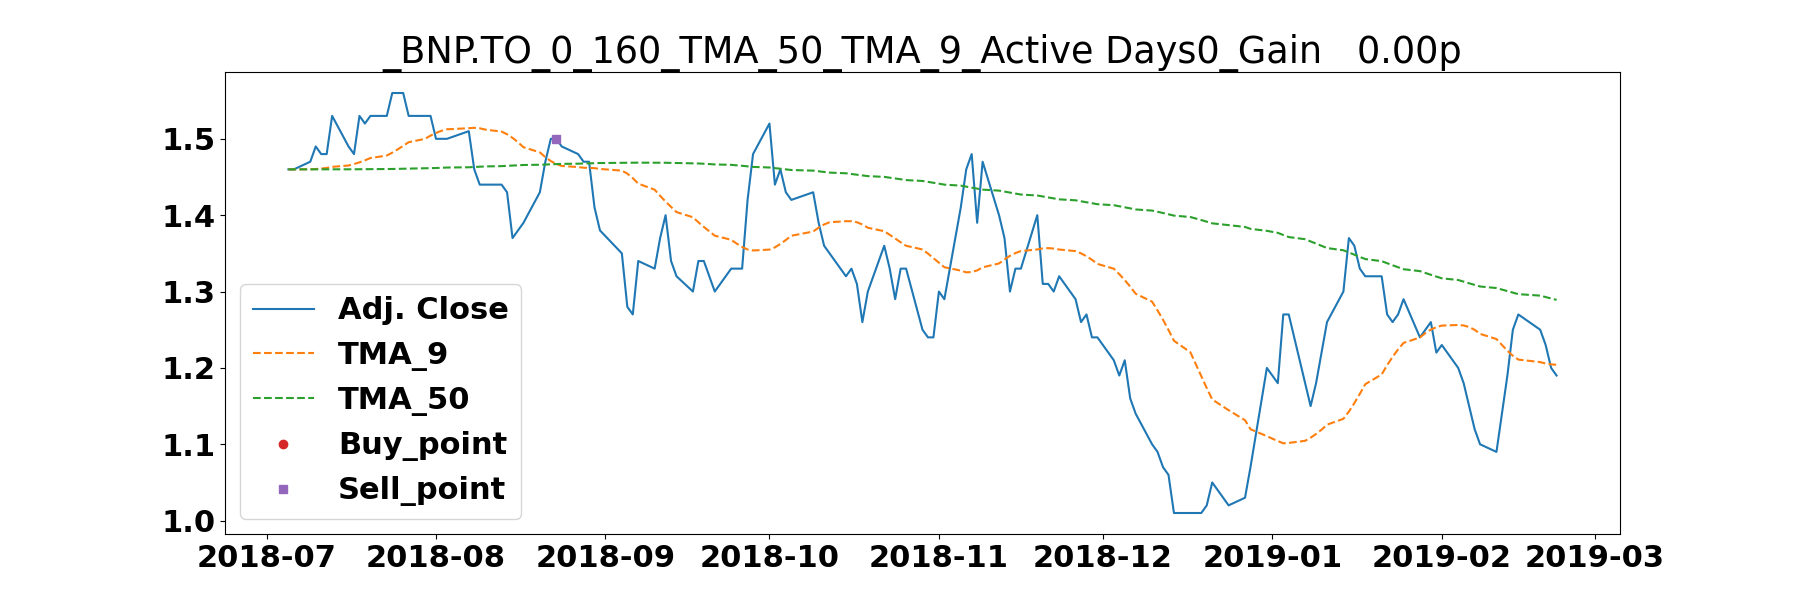 _BNP.TO_0_160_TMA_50_TMA_9_Active Days0_Gain   0.00p
1.5
1.4
1.3
1.2
1.1
1.0
Adj. Close
TMA_9
TMA_50
Buy_point
Sell_point
2018-07 2018-08 2018-09 2018-10 2018-11 2018-12 2019-01 2019-02 2019-03